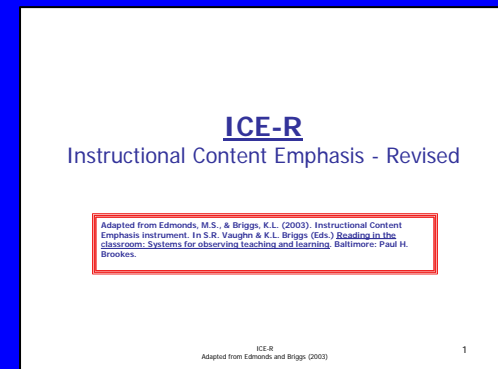 ICE-R
Instructional Content Emphasis - Revised
Adapted from Edmonds, M.S., & Briggs, K.L. (2003). Instructional Content
Emphasis instrument. In S.R. Vaughn & K.L. Briggs (Eds.) Reading in the
classroom: Systems for observing teaching and learning. Baltimore: Paul H.
Brookes.
ICE-R
Adapted from Edmonds and Briggs (2003)
1